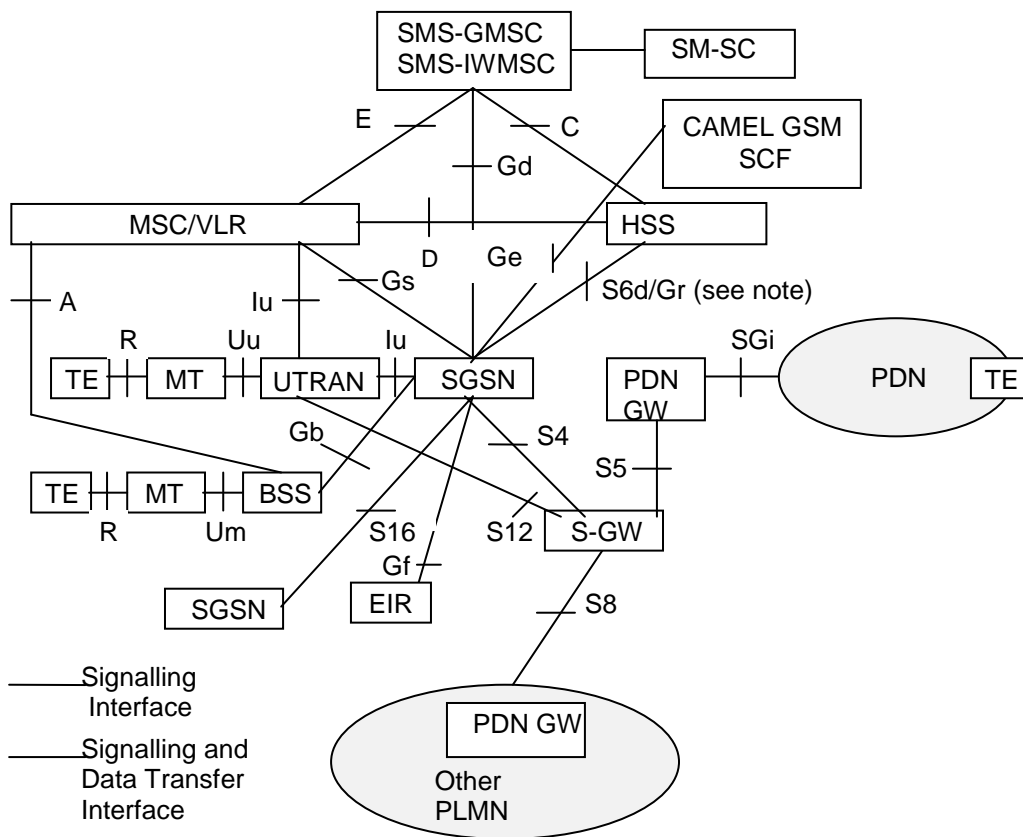 SMS-GMSC
SMS-IWMSC
SM-SC
E
C
CAMEL GSM
SCF
Gd
MSC/VLR
HSS
D
Ge
Gs
S6d/Gr (see note)
A
Iu
R
Uu
Iu
SGi
TE
MT
UTRAN
SGSN
PDN
GW
PDN
TE
Gb
S4
S5
TE
MT
BSS
R
Um
S16
S12
S-GW
Gf
SGSN
EIR
S8
Signalling
Interface
PDN GW
Signalling and
Data Transfer
Interface
Other
PLMN